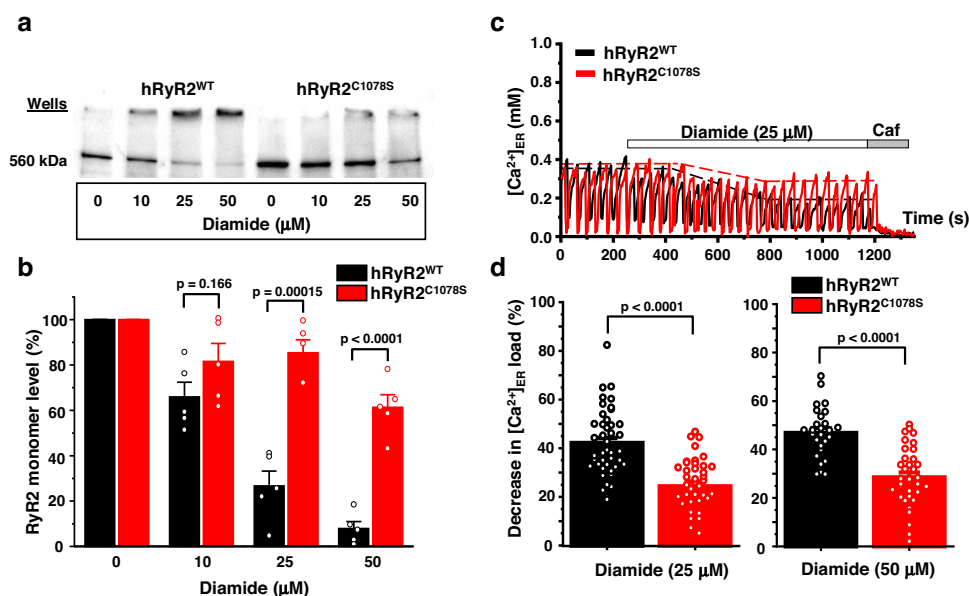 a
hRyR2WT hRyR2C1078S
Wells
560 kDa
0 10 25 50 0 10 25 50
Diamide (μM)
b
hRyR2WT
hRyR2C1078S
p = 0.166
p = 0.00015
p < 0.0001
RyR2 monomer level (%)
100
80
60
40
20
0
0 10 25 50
Diamide (μM)
c
hRyR2WT
hRyR2C1078S
[Ca2+]ER (mM)
1.0
0.8
0.6
0.4
0.2
0.0
Diamide (25 μM) Caf
Time (s)
0 200 400 600 800 1000 1200
d
hRyR2WT
hRyR2C1078S
Decrease in [Ca2+]ER load (%)
100
80
60
40
20
0
p < 0.0001
Diamide (25 μM)
100
80
60
40
20
0
p < 0.0001
Diamide (50 μM)